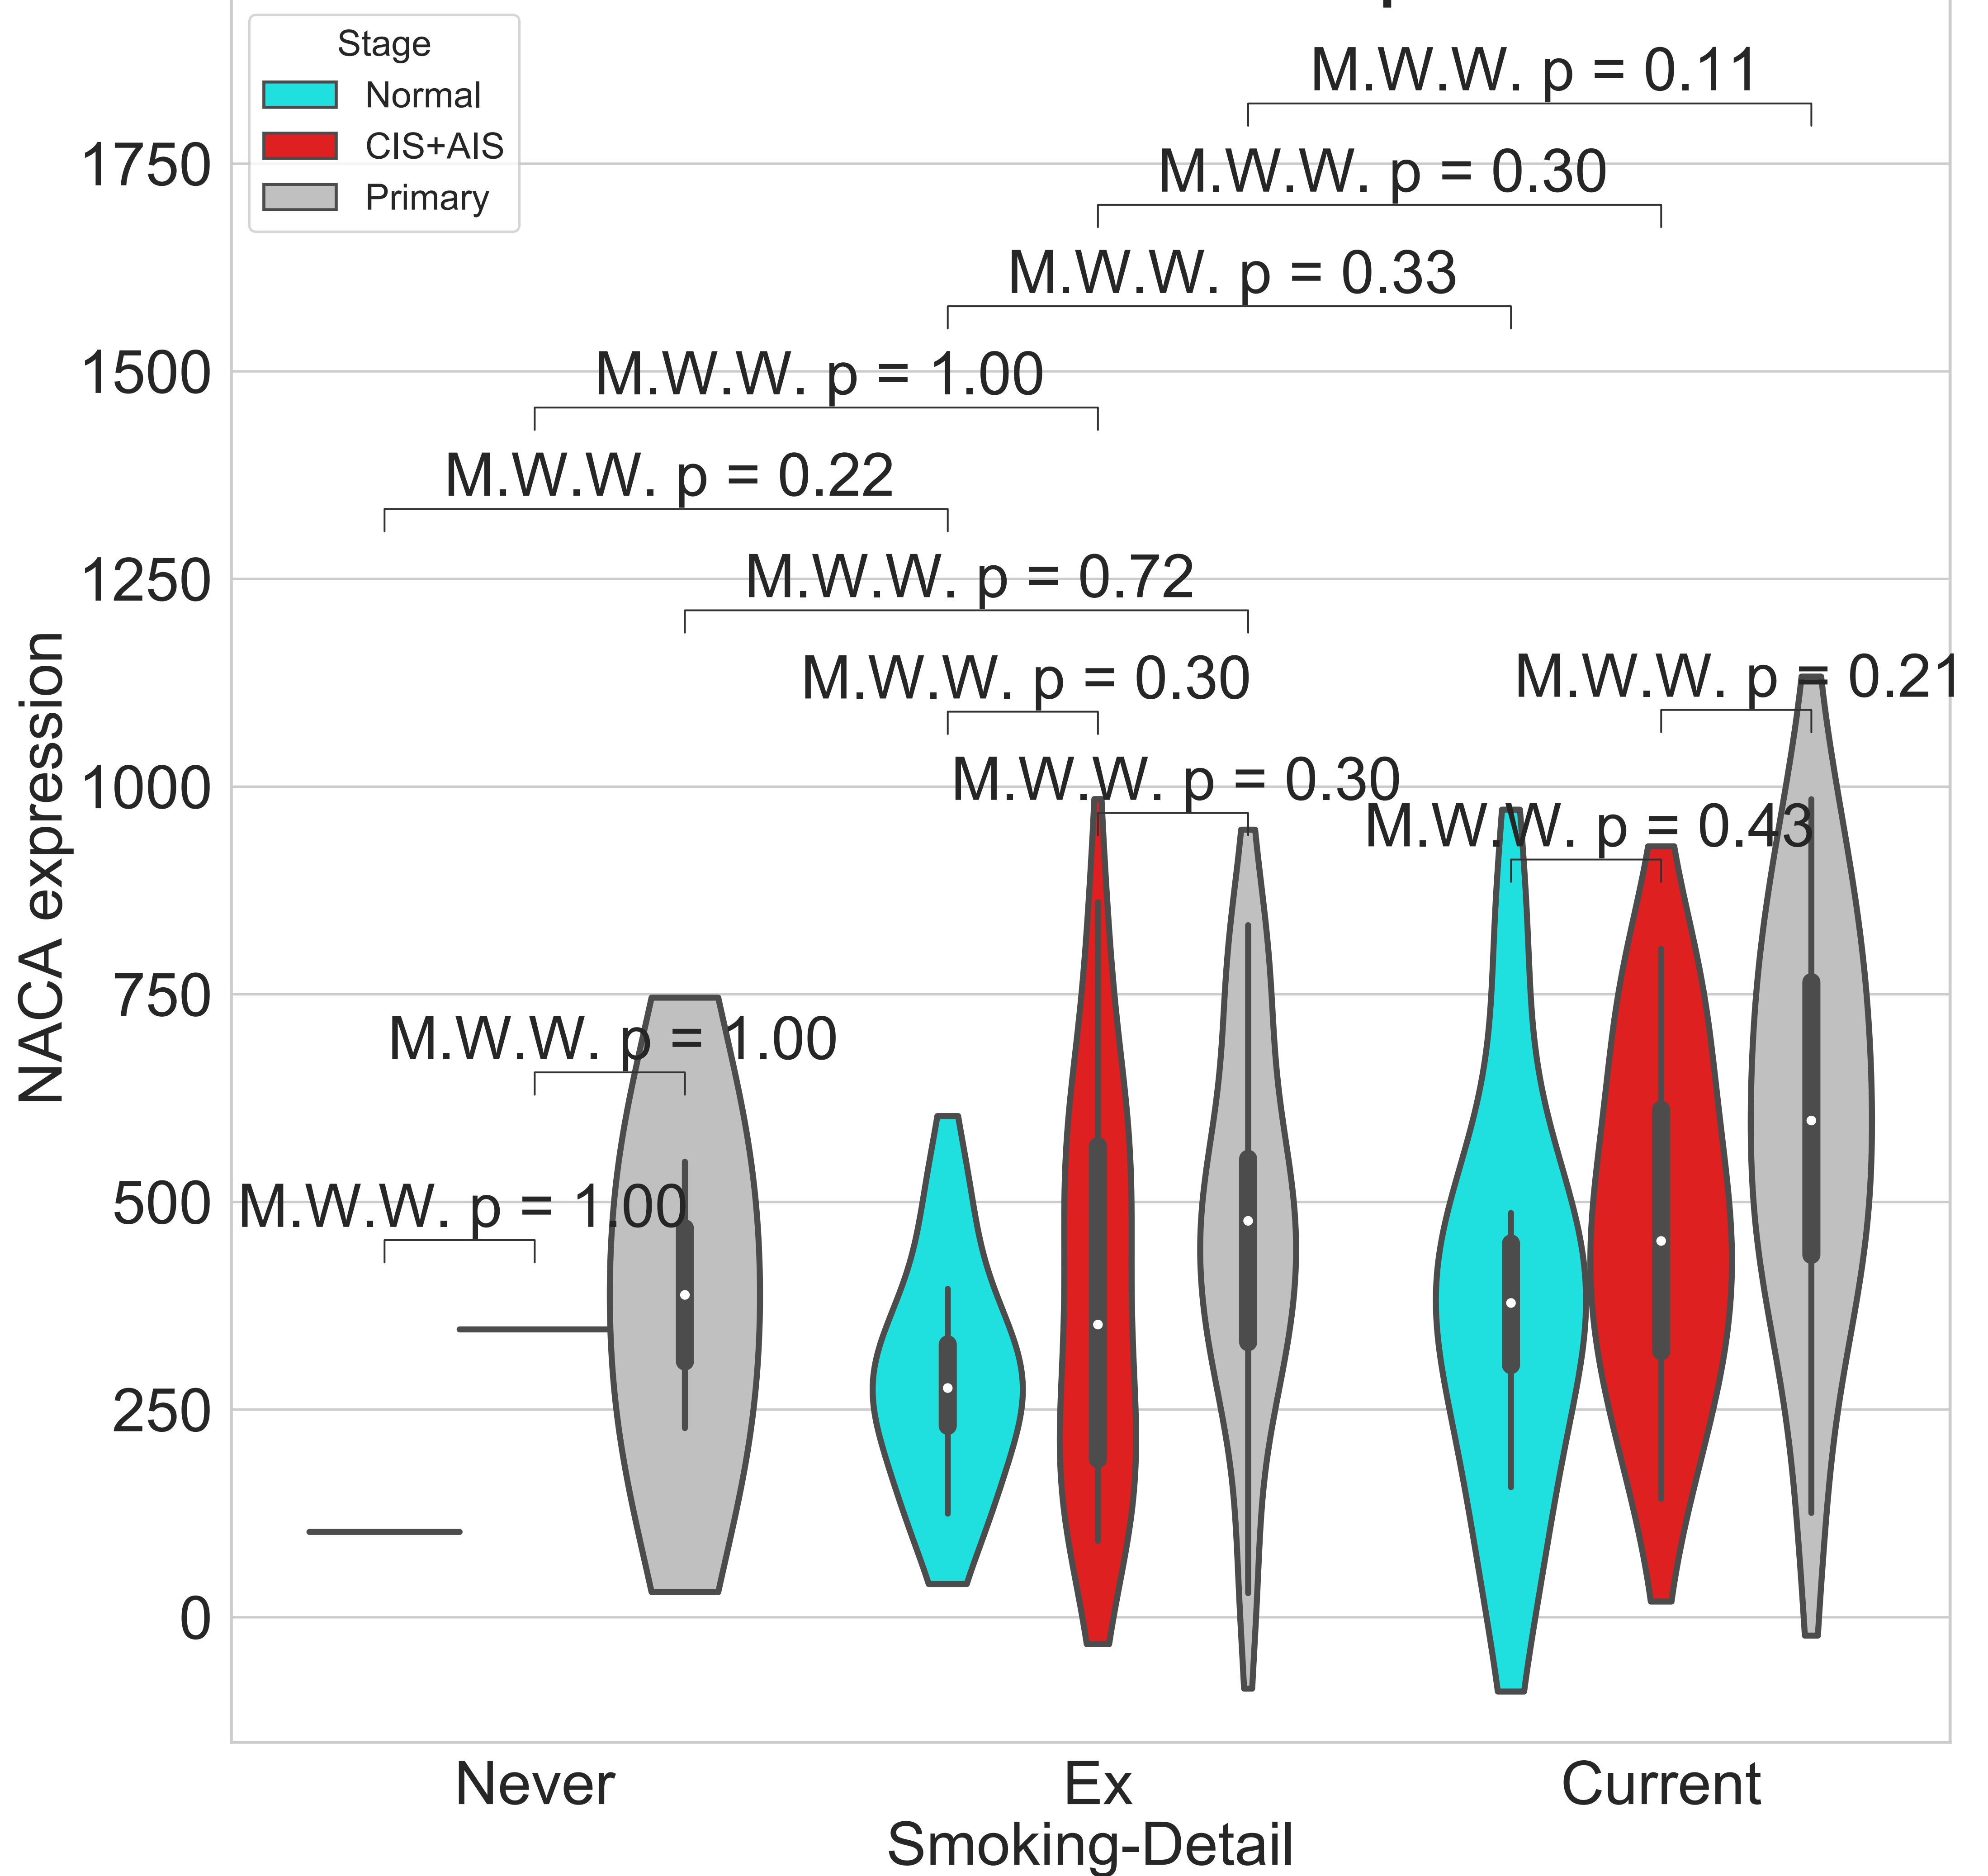 Stage
Normal
CIS+AIS
Primary
M.W.W. p = 0.11
M.W.W. p = 0.30
M.W.W. p = 0.33
M.W.W. p = 1.00
M.W.W. p = 0.22
M.W.W. p = 0.72
M.W.W. p = 0.30
M.W.W. p = 0.21
M.W.W. p = 0.30
M.W.W. p = 0.43
M.W.W. p = 1.00
M.W.W. p = 1.00
1750
1500
1250
1000
750
500
250
0
NACA expression
Never
Ex
Current
Smoking-Detail